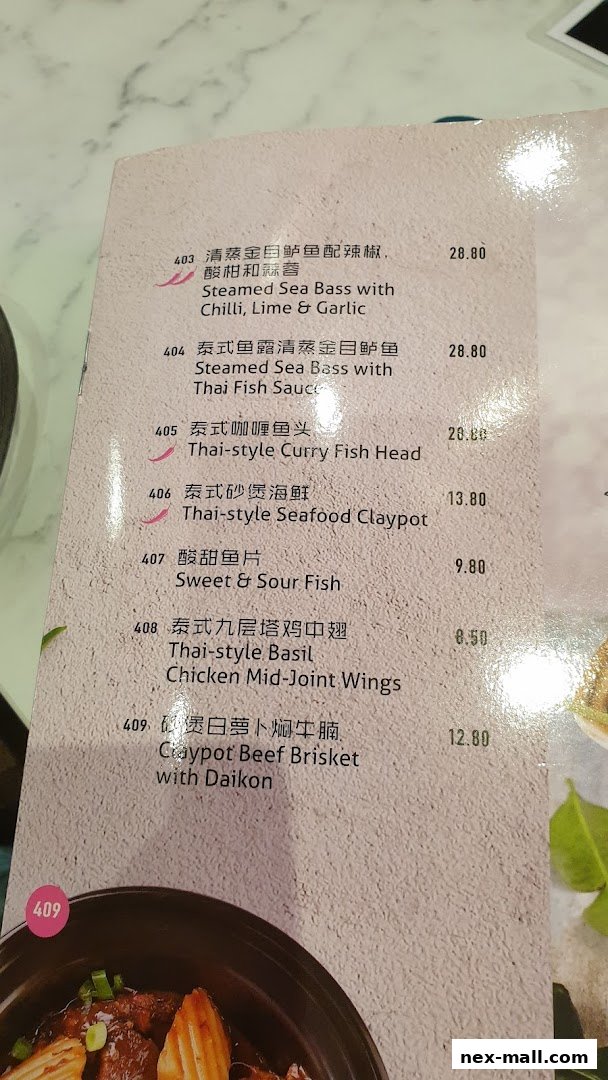 403 清蒸金目鲈鱼配辣椒, 28.80
酸柑和蒜蓉
Steamed Sea Bass with
Chilli, Lime & Garlic
404 泰式鱼露清蒸金目鲈鱼 28.80
Steamed Sea Bass with
Thai Fish Sauce
405 泰式咖喱鱼头 28.80
Thai-style Curry Fish Head
406 泰式砂煲海鲜 13.80
Thai-style Seafood Claypot
407 酸甜鱼片 9.80
Sweet & Sour Fish
408 泰式九层塔鸡中翅 8.50
Thai-style Basil
Chicken Mid-Joint Wings
409 砂煲白萝卜焖牛腩 12.80
Claypot Beef Brisket
with Daikon
409
nex-mall.com